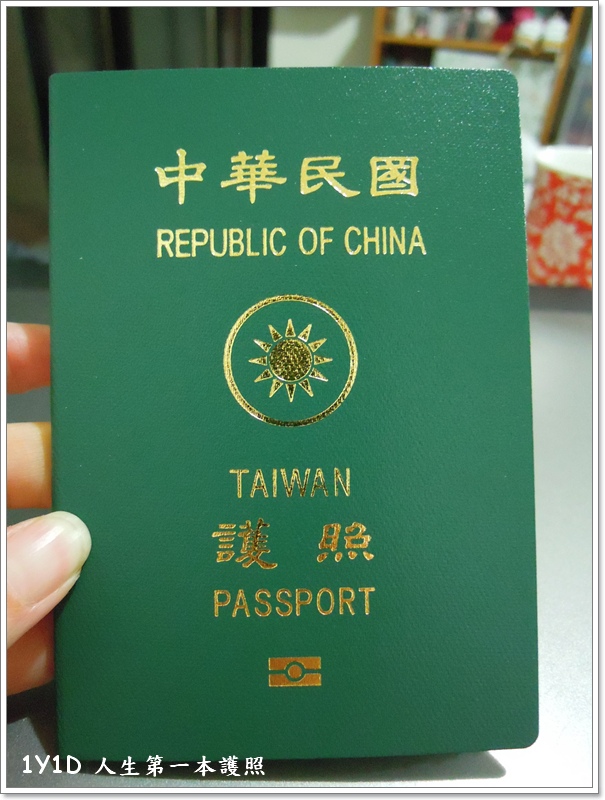 中華民國
REPUBLIC OF CHINA
TAIWAN
護照
PASSPORT
1Y1D 人生第一本護照